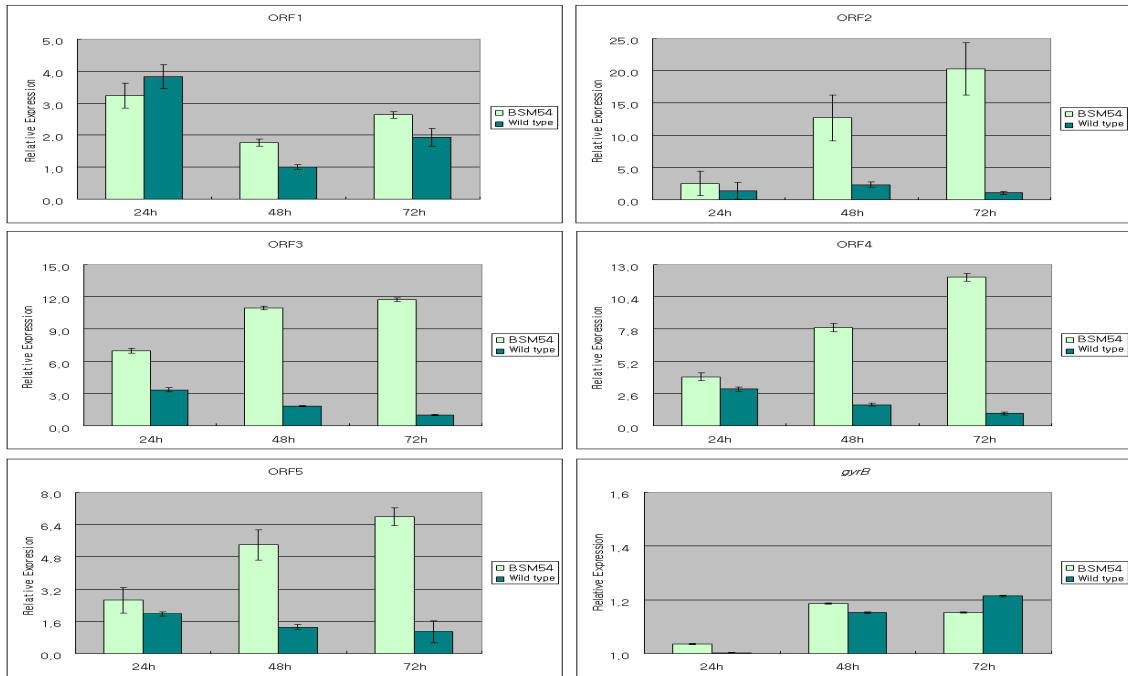 ORF1
Relative Expression
5,0
4,0
3,0
2,0
1,0
0,0
24h
48h
72h
BSM54
Wild type
ORF2
Relative Expression
25,0
20,0
15,0
10,0
5,0
0,0
24h
48h
72h
BSM54
Wild type
ORF3
Relative Expression
15,0
12,0
9,0
6,0
3,0
0,0
24h
48h
72h
BSM54
Wild type
ORF4
Relative Expression
13,0
10,4
7,8
5,2
2,6
0,0
24h
48h
72h
BSM54
Wild type
ORF5
Relative Expresion
8,0
6,4
4,8
3,2
1,6
0,0
24h
48h
72h
BSM54
Wild type
gyrB
Relative Expression
1,6
1,4
1,2
1,0
24h
48h
72h
BSM54
Wild type